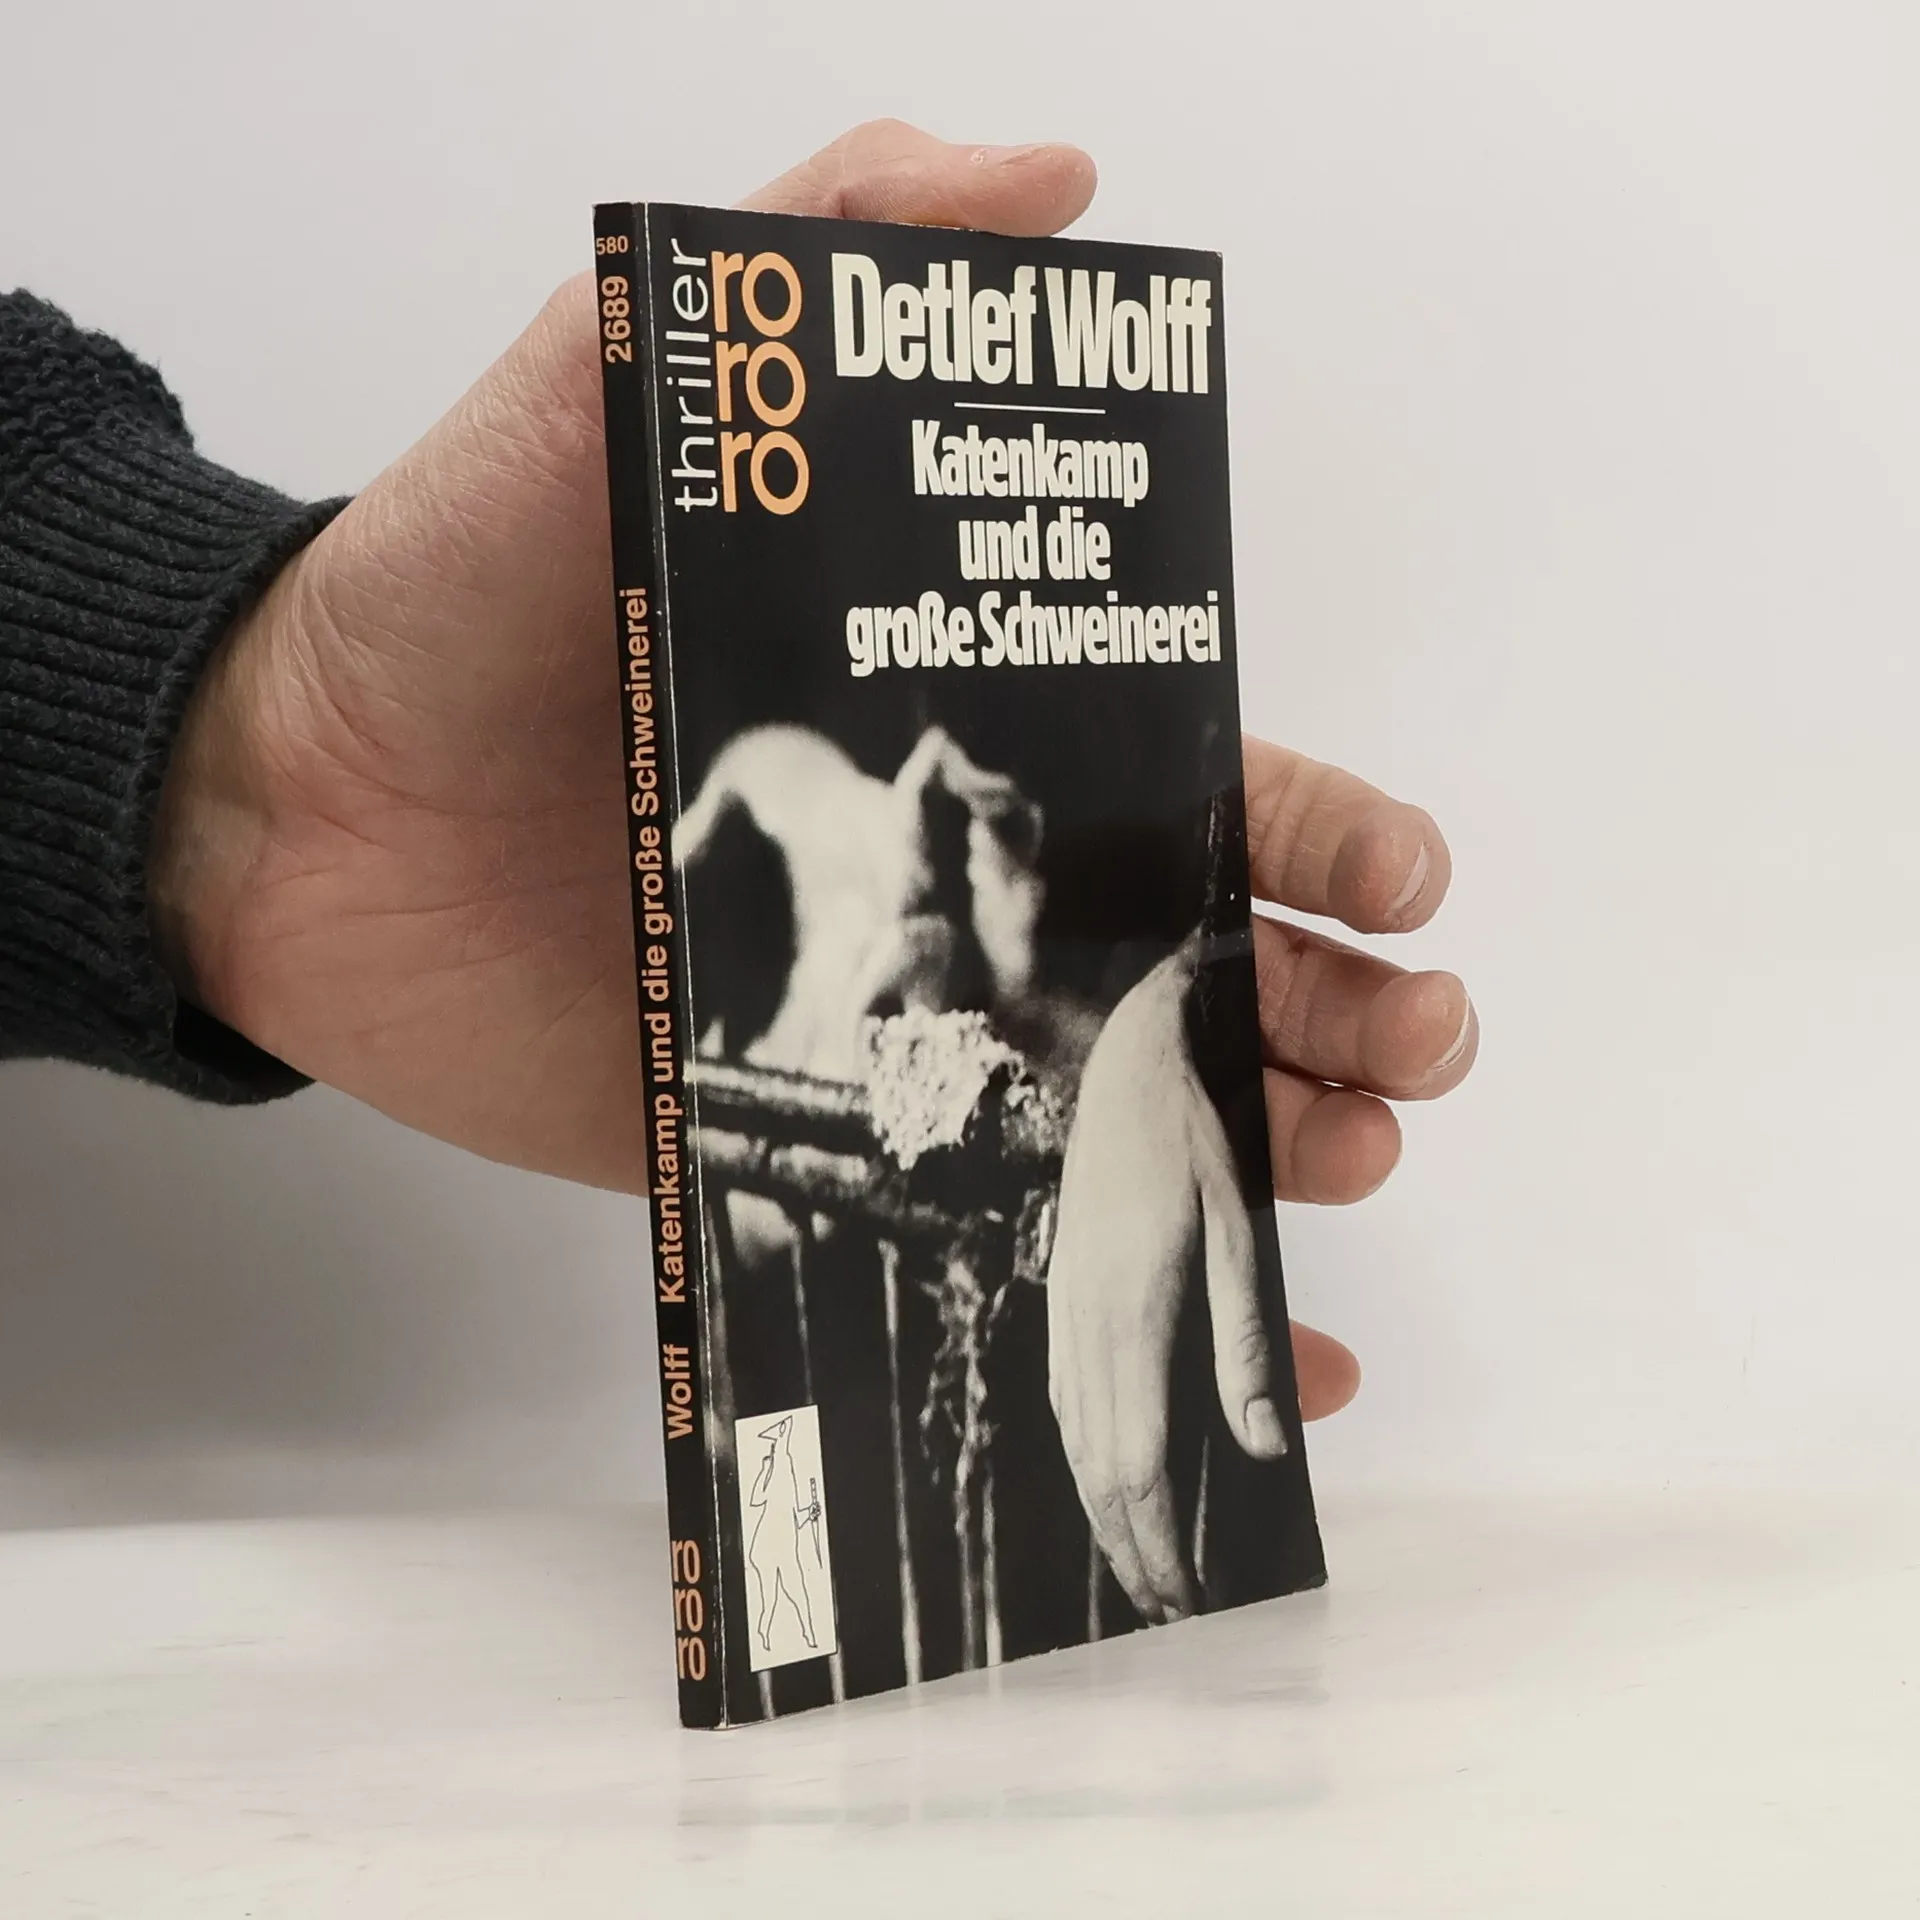 580
2689
Katenkamp und die große Schweinerei
Wolff
ro
ro
ro
thriller
ro
ro
ro
Detlef Wolff
Katenkamp
und die
große Schweinerei